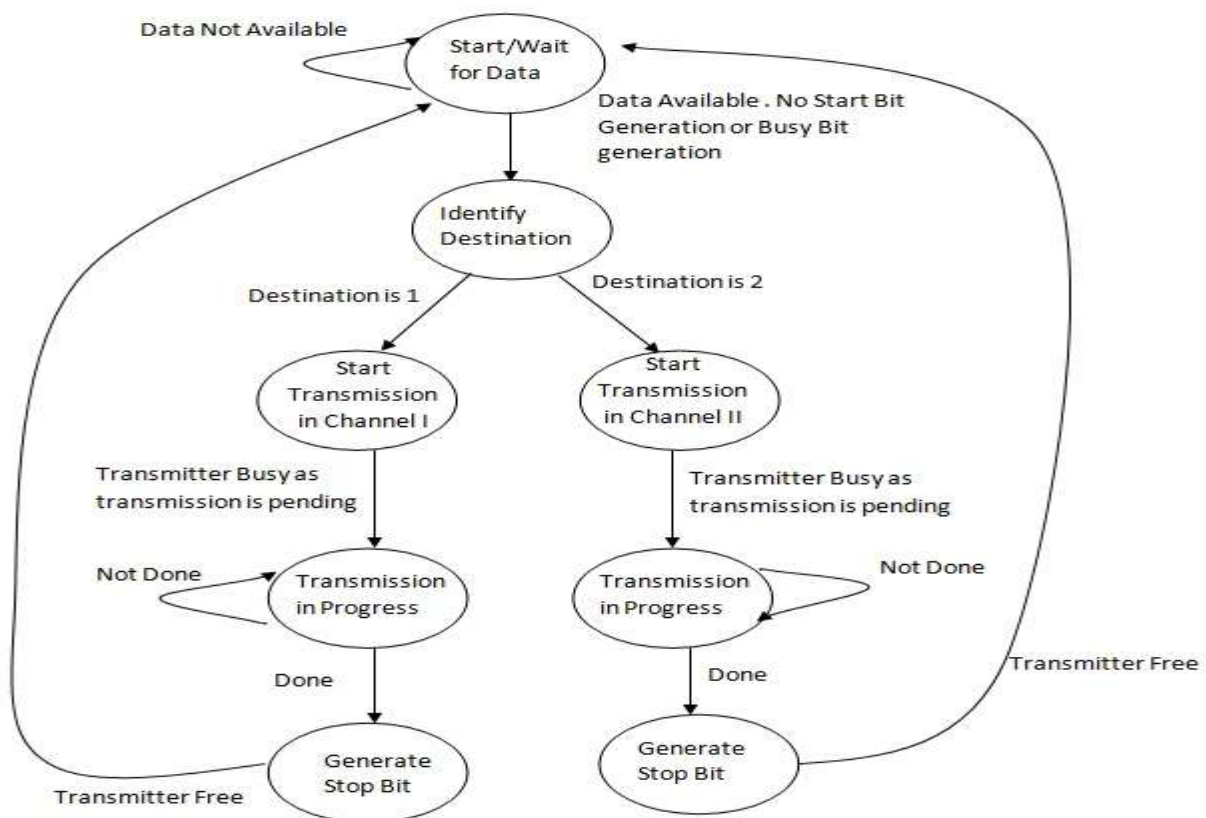 Data Not Available
Start/Wait
for Data
Data Available . No Start Bit
Generation or Busy Bit
generation
Identify
Destination
Destination is 1
Destination is 2
Start
Transmission
in Channel I
Start
Transmission
in Channel II
Transmitter Busy as
transmission is pending
Transmitter Busy as
transmission is pending
Not Done
Transmission
in Progress
Transmission
in Progress
Not Done
Done
Done
Transmitter Free
Generate
Stop Bit
Generate
Stop Bit
Transmitter Free